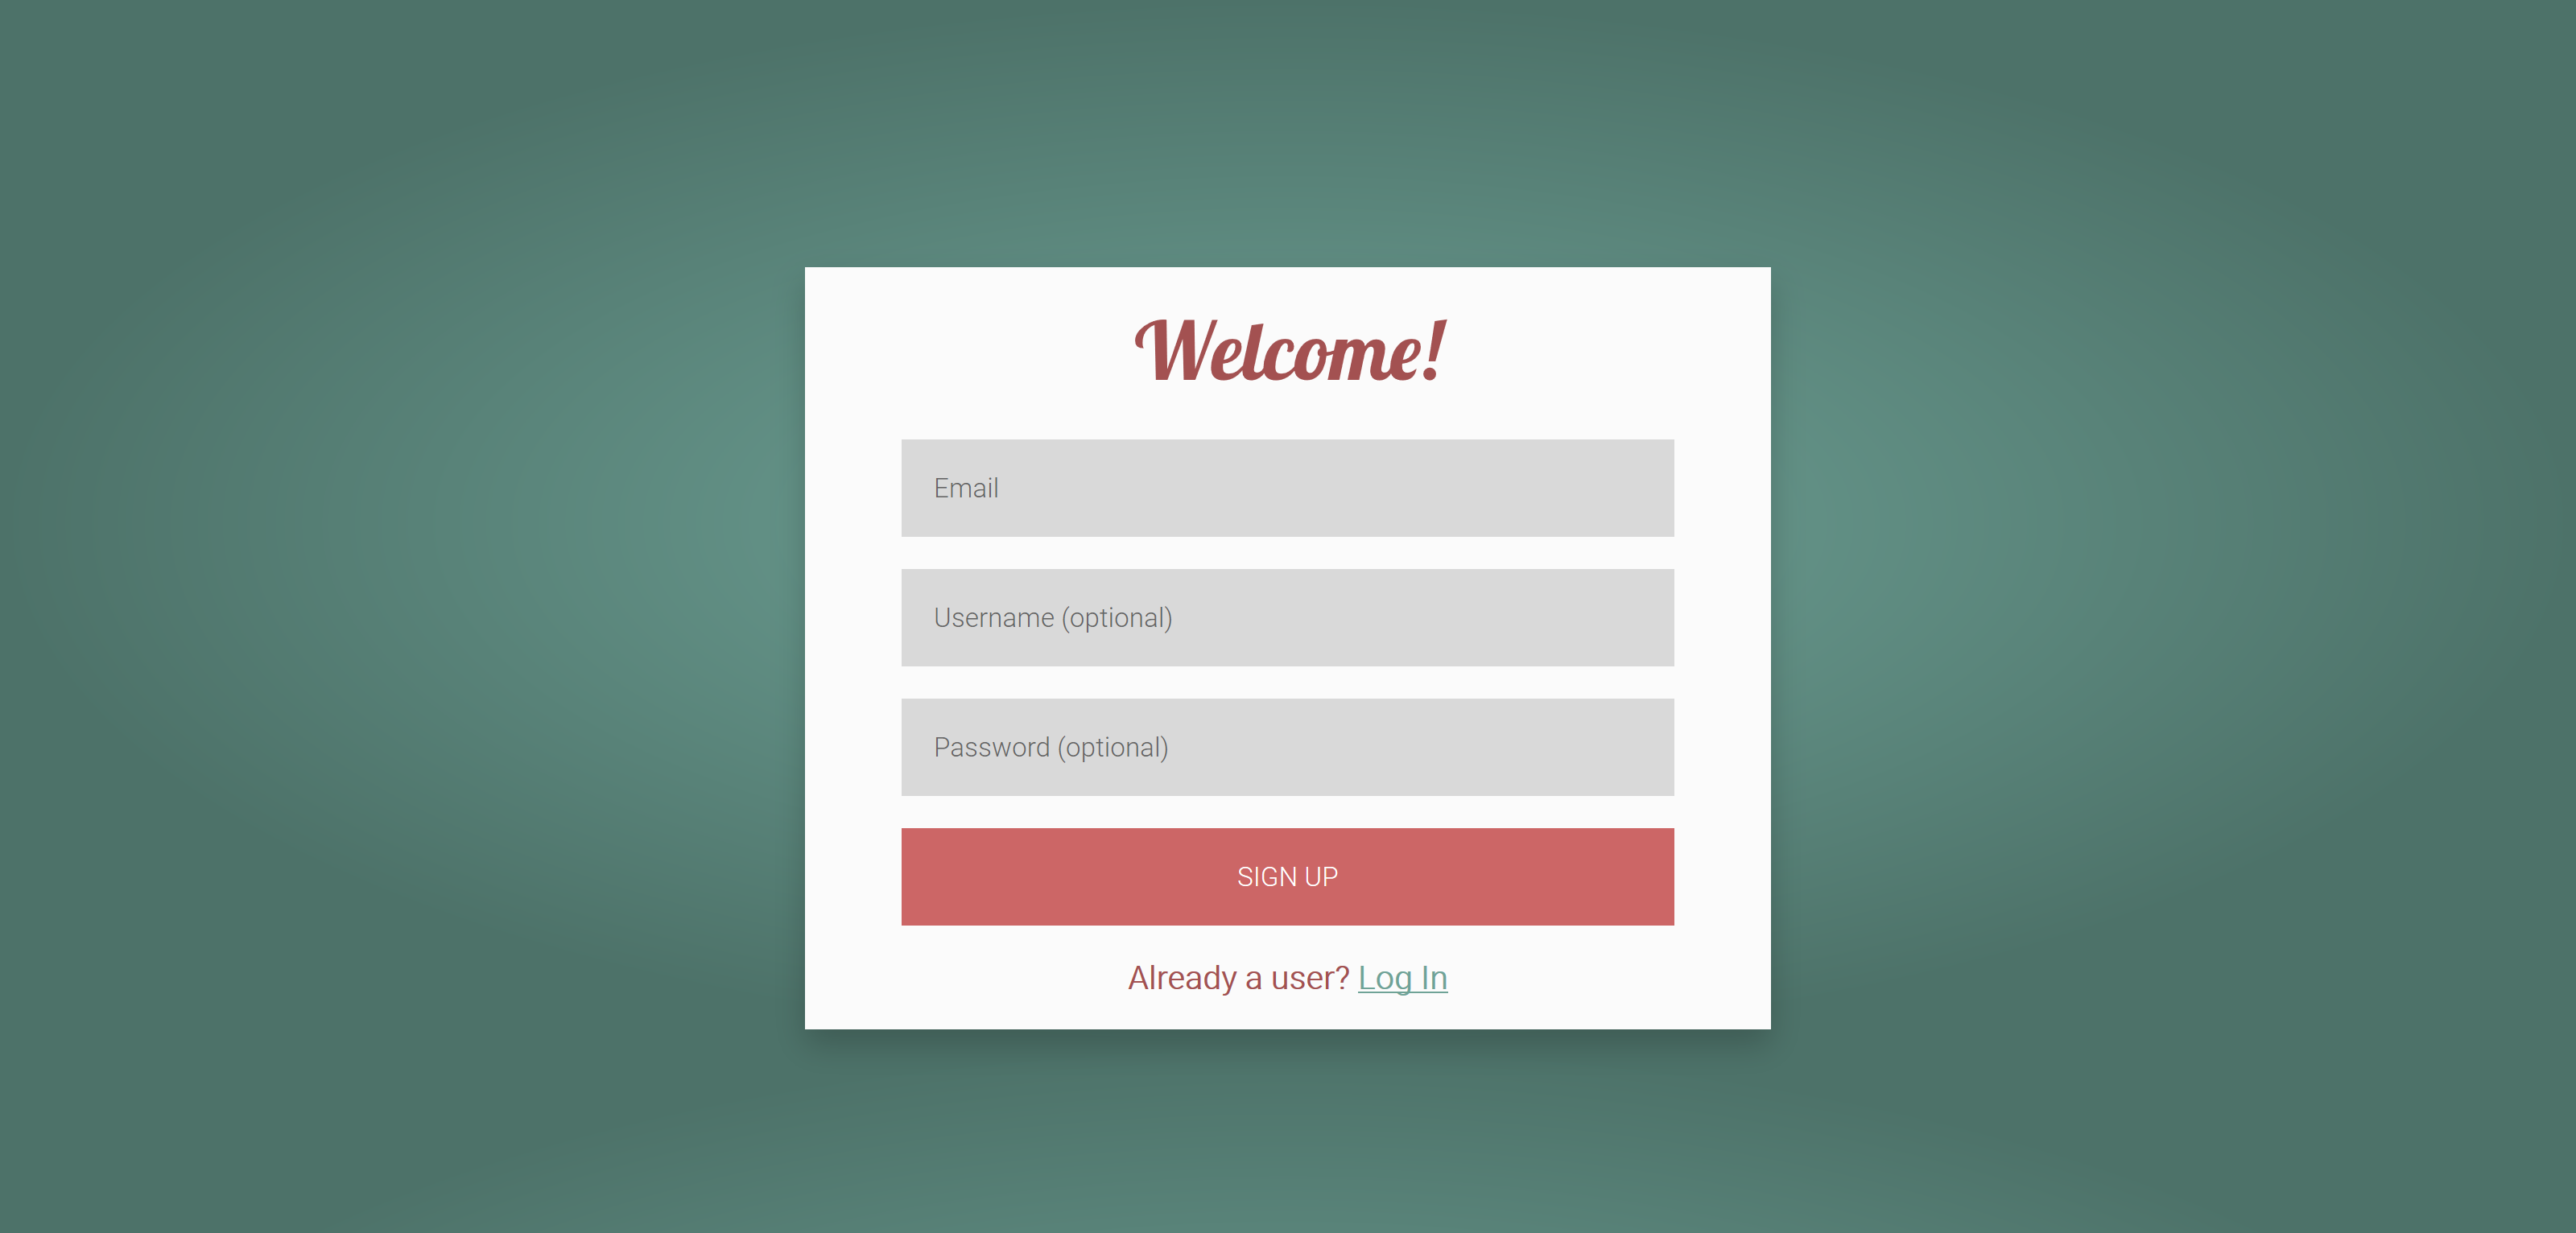 Welcome!
Email
Username (optional)
Password (optional)
SIGN UP
Already a user? Log In